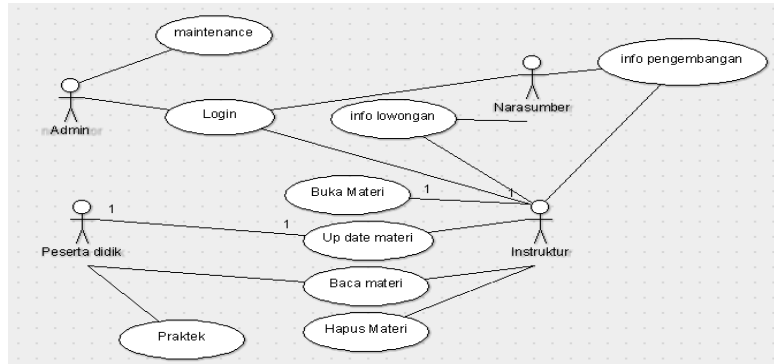 maintenance
info pengembangan
Narasumber
Admin
Login
info lowongan
Buka Materi
1
1
1
1
Up date materi
Peserta didik
Instruktur
Baca materi
Hapus Materi
Praktek